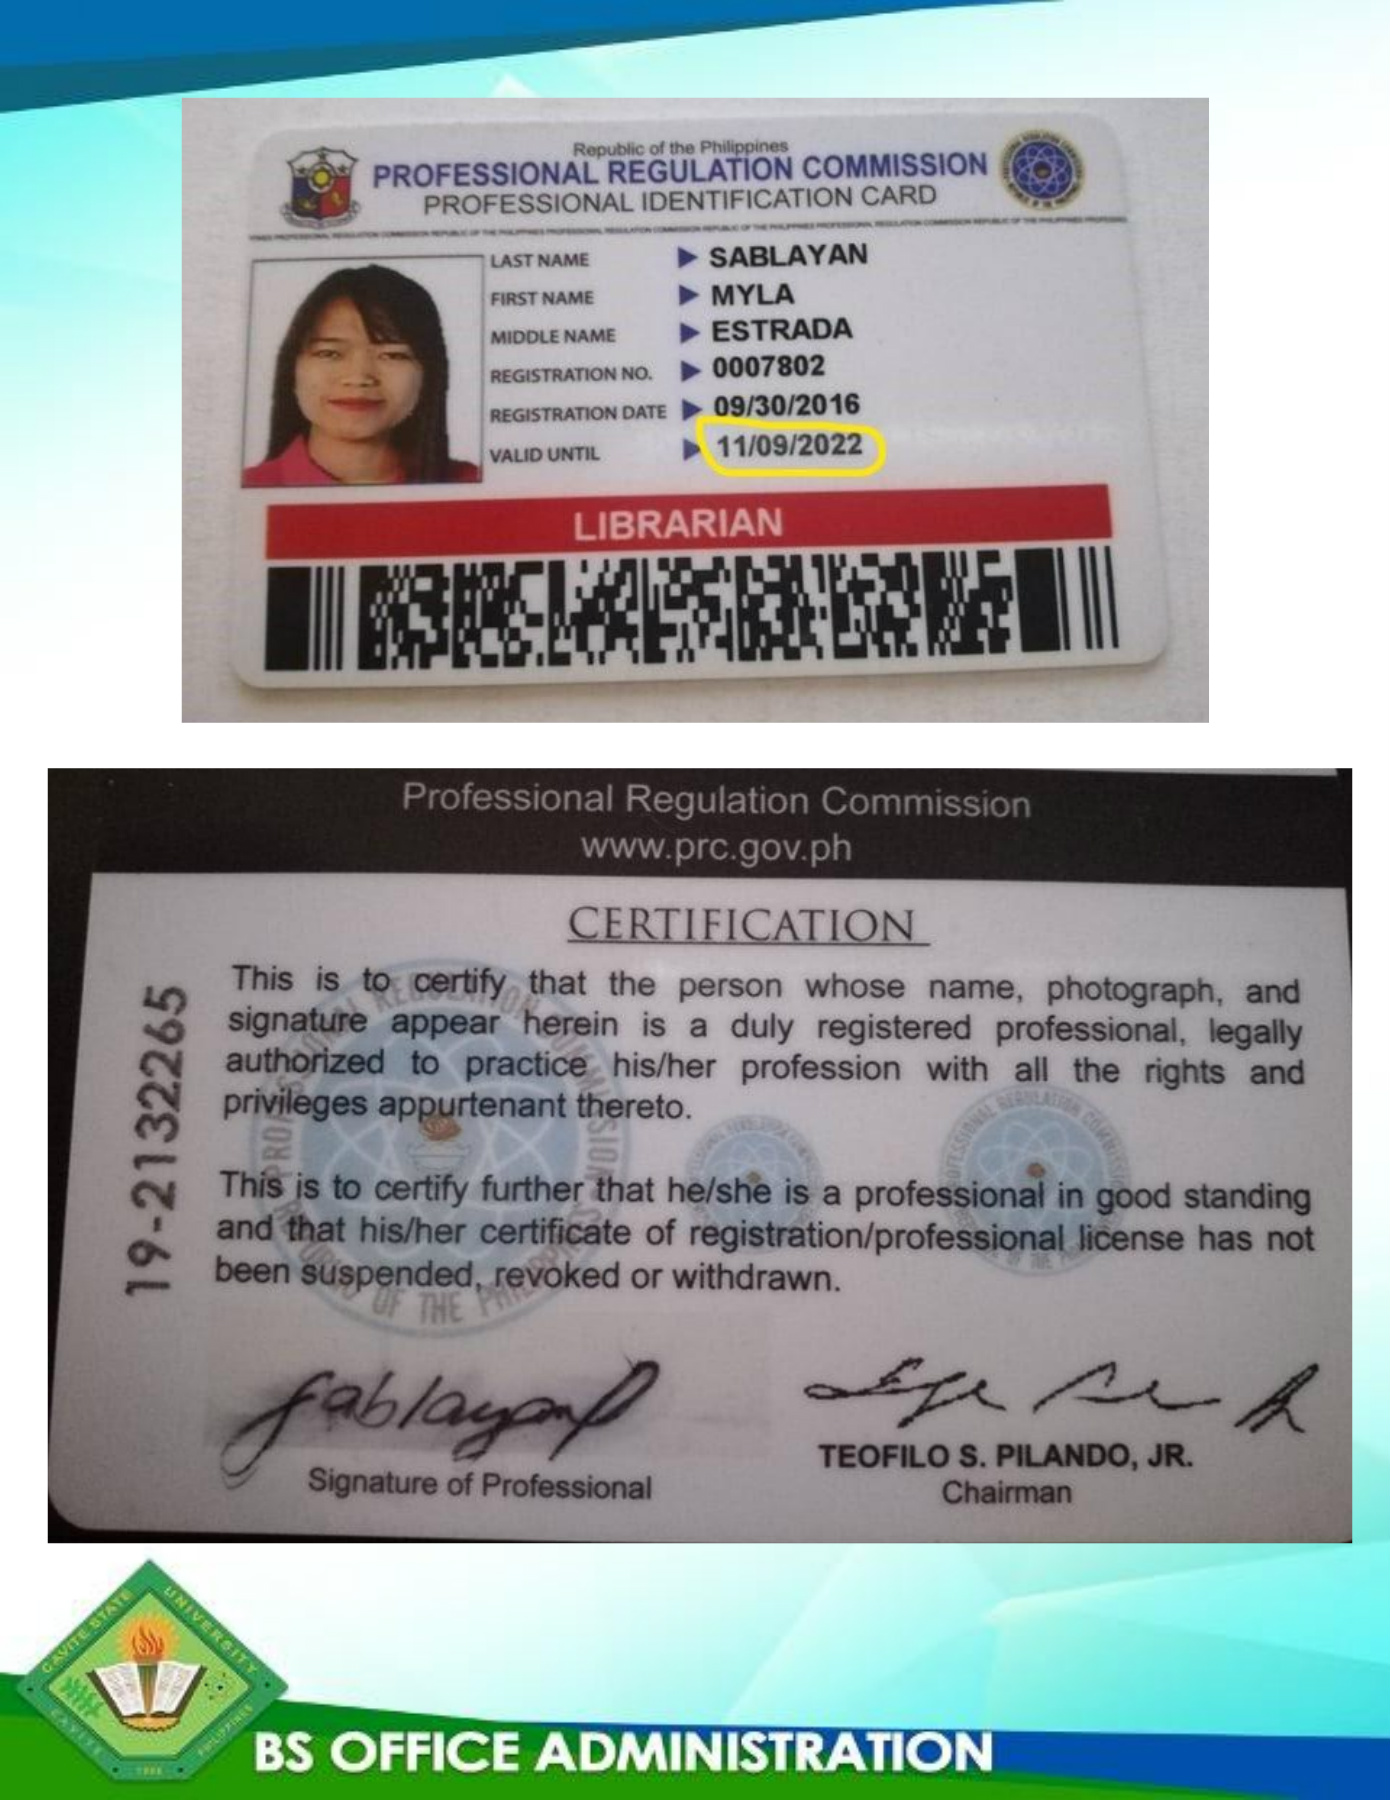 Republic of the Philippines
PROFESSIONAL REGULATION COMMISSION
PROFESSIONAL IDENTIFICATION CARD
LAST NAME SABLAYAN
FIRST NAME MYLA
MIDDLE NAME ESTRADA
REGISTRATION NO. 0007802
REGISTRATION DATE 09/30/2016
VALID UNTIL 11/09/2022
LIBRARIAN
Professional Regulation Commission
www.prc.gov.ph
CERTIFICATION
19-2132265
This is to certify that the person whose name, photograph, and
signature appear herein is a duly registered professional, legally
authorized to practice his/her profession with all the rights and
privileges appurtenant thereto.
This is to certify further that he/she is a professional in good standing
and that his/her certificate of registration/professional license has not
been suspended, revoked or withdrawn.
Sablayan
Signature of Professional
TEOFILO S. PILANDO, JR.
Chairman
CAVITE STATE UNIVERSITY
CAVITE PHILIPPINES
BS OFFICE ADMINISTRATION